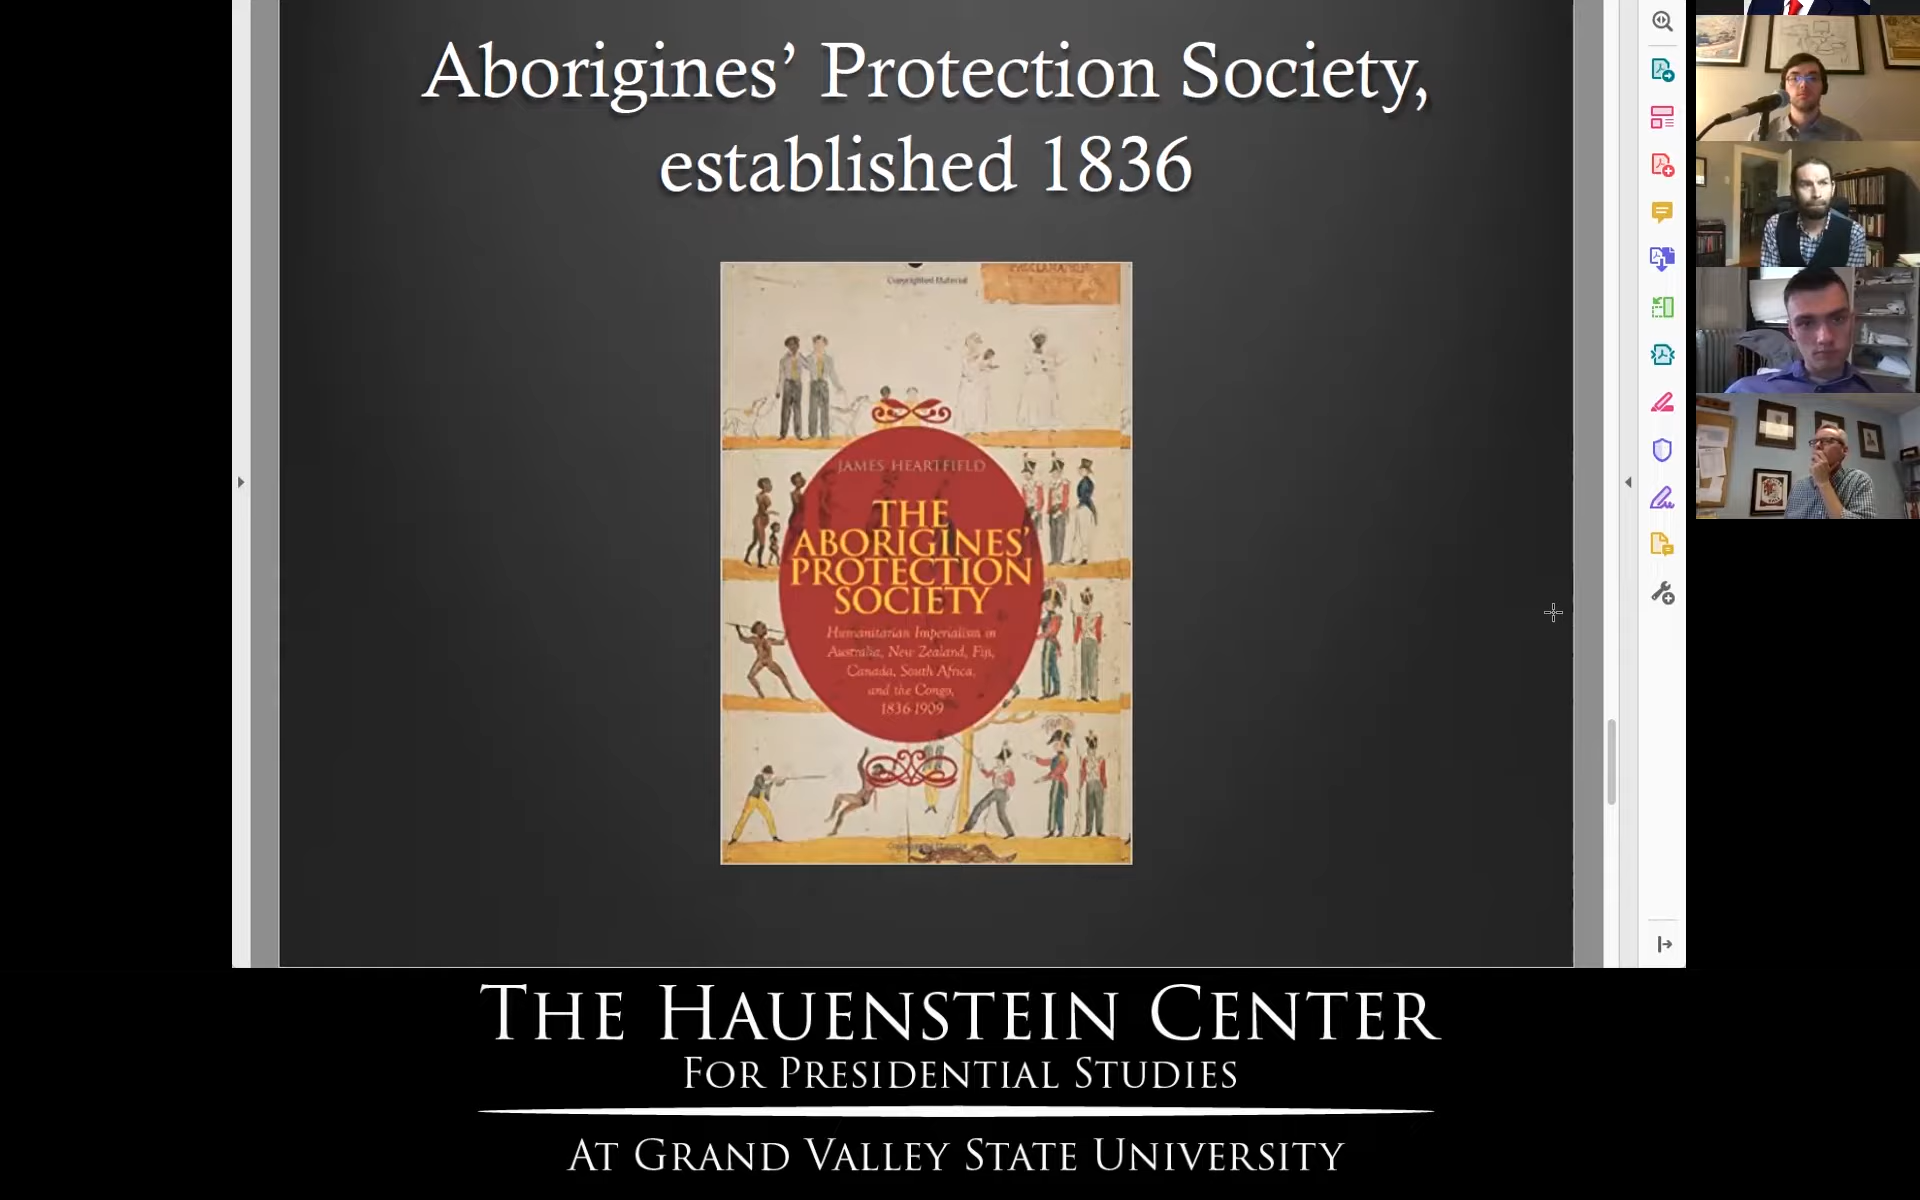 Aborigines’ Protection Society,
established 1836
Copyrighted Material
JAMES HEARTFIELD
THE
ABORIGINES’
PROTECTION
SOCIETY
Humanitarian Imperialism in
Australia, New Zealand, Fiji,
Canada, South Africa,
and the Congo,
1836-1909
THE HAUENSTEIN CENTER
FOR PRESIDENTIAL STUDIES
AT GRAND VALLEY STATE UNIVERSITY